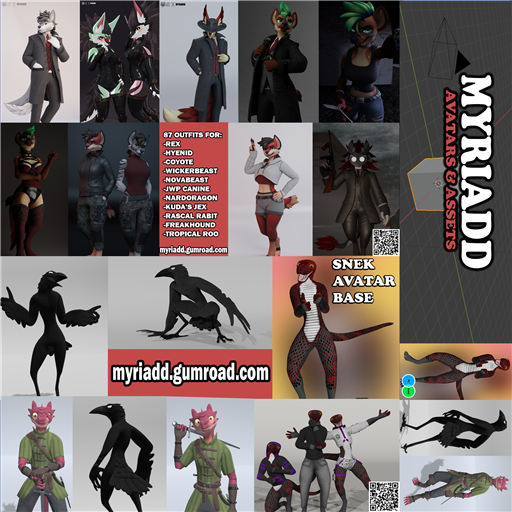 87 OUTFITS FOR:
-REX
-HYENID
-COYOTE
-WICKERBEAST
-NOVABEAST
-JWP CANINE
-NARDORAGON
-KUDA'S JEX
-RASCAL RABIT
-FREAKHOUND
-TROPICAL ROO
myriadd.gumroad.com
MYRIADD
AVATARS & ASSETS
SNEK
AVATAR
BASE
myriadd.gumroad.com